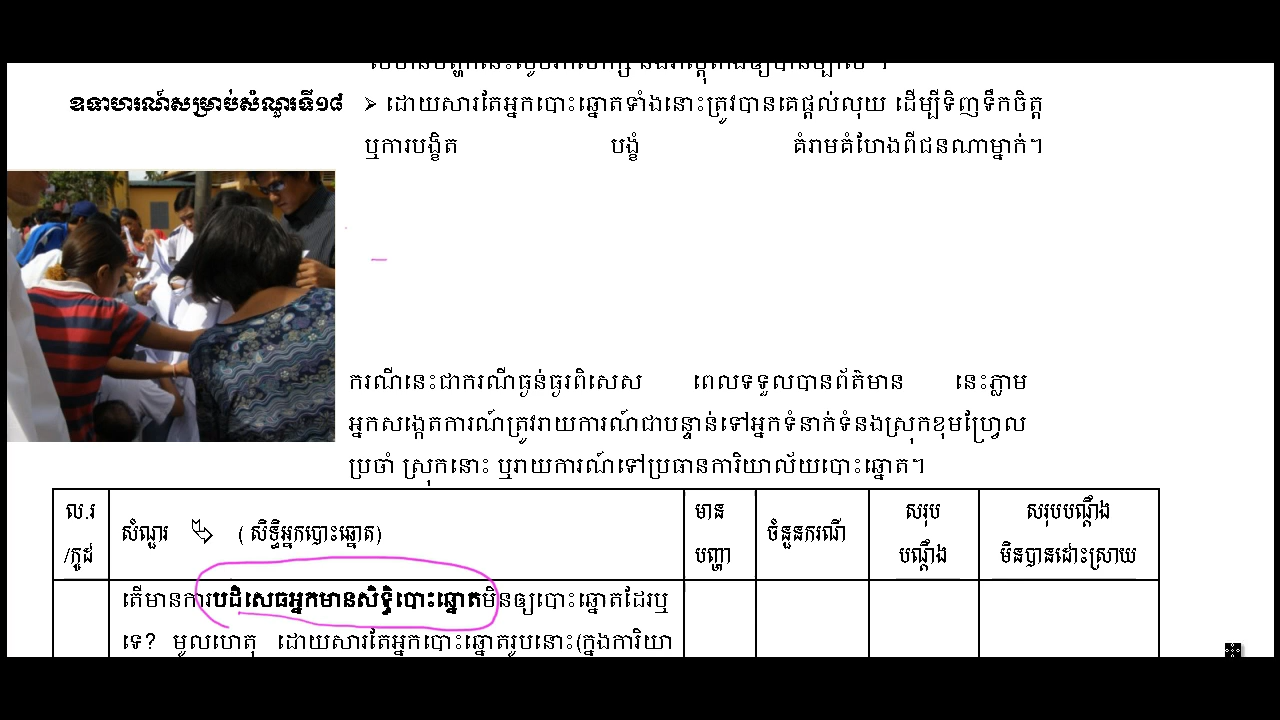 ឧទាហរណ៍សម្រាប់សំណួរទី១៨
➢ ដោយសារតែអ្នកបោះឆ្នោតទាំងនោះត្រូវបានគេផ្តល់លុយ ដើម្បីទិញទឹកចិត្ត
ឬការបង្ខិត បង្ខំ គំរាមគំហែងពីជនណាម្នាក់។
ករណីនេះជាករណីធ្ងន់ធ្ងរពិសេស ពេលទទួលបានព័ត៌មាន នេះភ្លាម
អ្នកសង្កេតការណ៍ត្រូវរាយការណ៍ជាបន្ទាន់ទៅអ្នកទំនាក់ទំនងស្រុកខុមហ្វ្រែល
ប្រចាំ ស្រុកនោះ ឬរាយការណ៍ទៅប្រធានការិយាល័យបោះឆ្នោត។
ល.រ
/កូដ
សំណួរ ( សិទ្ធិអ្នកបោះឆ្នោត)
មាន
បញ្ហា
ចំនួនករណី
សរុប
បណ្តឹង
សរុបបណ្តឹង
មិនបានដោះស្រាយ
តើមានការបដិសេធអ្នកមានសិទ្ធិបោះឆ្នោតមិនឲ្យបោះឆ្នោតដែរឬ
ទេ? មូលហេតុ ដោយសារតែអ្នកបោះឆ្នោតរូបនោះ(ក្នុងការិយា